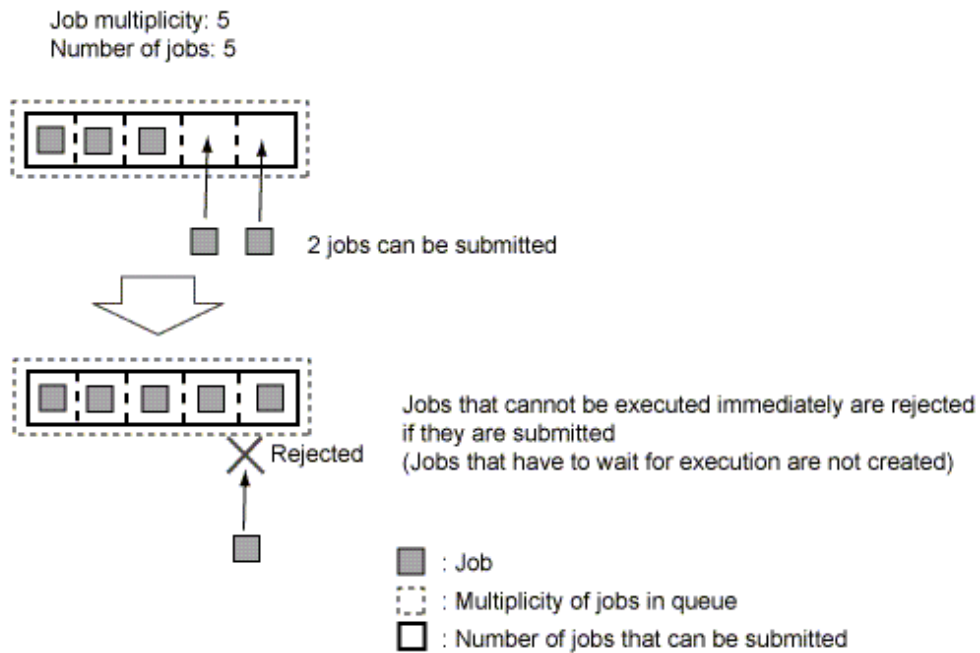 Job multiplicity: 5
Number of jobs: 5
2 jobs can be submitted
Jobs that cannot be executed immediately are rejected
if they are submitted
(Jobs that have to wait for execution are not created)
Rejected
: Job
: Multiplicity of jobs in queue
: Number of jobs that can be submitted